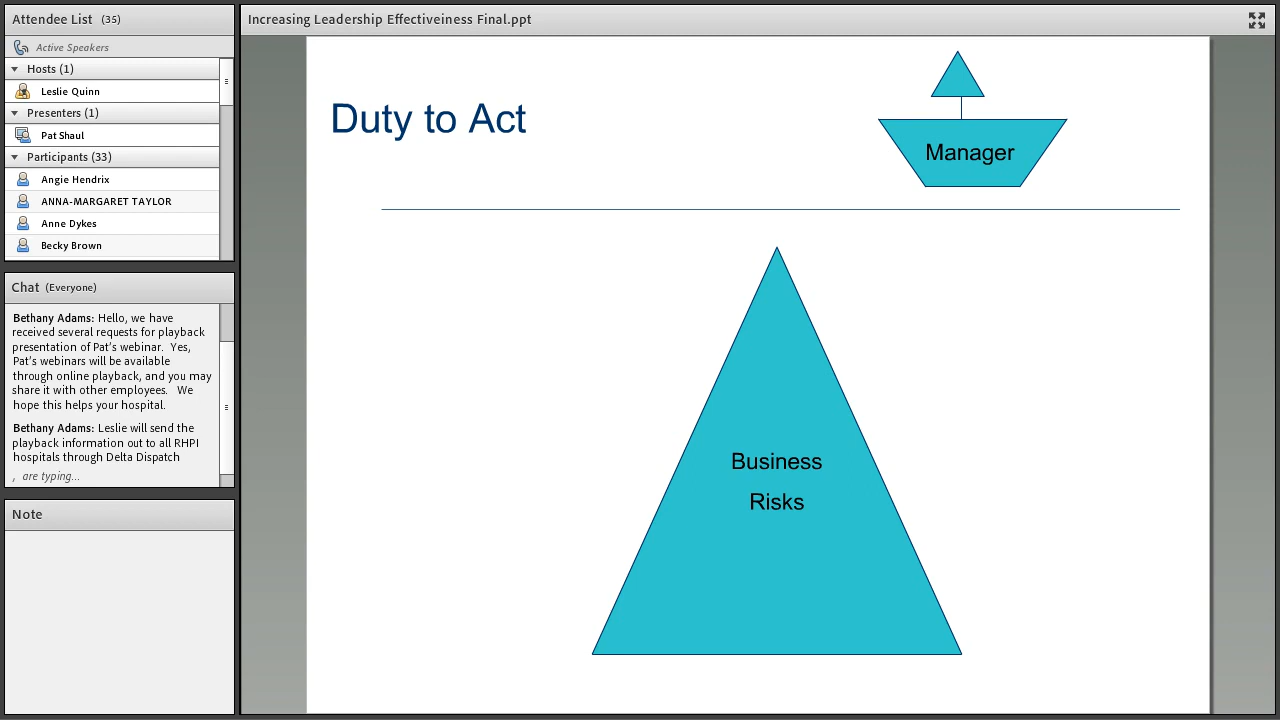 Attendee List (35)
Active Speakers
Hosts (1)
Leslie Quinn
Presenters (1)
Pat Shaul
Participants (33)
Angie Hendrix
ANNA-MARGARET TAYLOR
Anne Dykes
Becky Brown
Chat (Everyone)
Bethany Adams: Hello, we have
received several requests for playback
presentation of Pat's webinar. Yes,
Pat's webinars will be available
through online playback, and you may
share it with other employees. We
hope this helps your hospital.
Bethany Adams: Leslie will send the
playback information out to all RHPI
hospitals through Delta Dispatch
, are typing...
Note
Increasing Leadership Effectiveiness Final.ppt
Duty to Act
Manager
Business
Risks